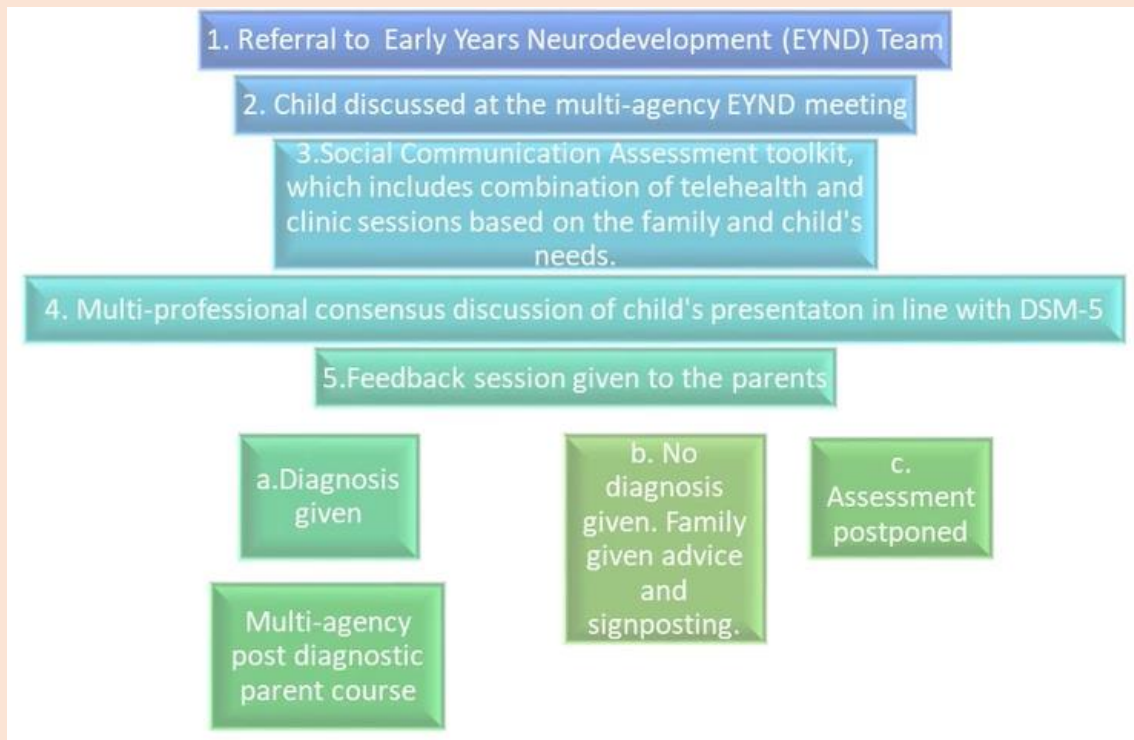 1. Referral to Early Years Neurodevelopment (EYND) Team
2. Child discussed at the multi-agency EYND meeting
3.Social Communication Assessment toolkit,
which includes combination of telehealth and
clinic sessions based on the family and child's
needs.
4. Multi-professional consensus discussion of child's presentaton in line with DSM-5
5.Feedback session given to the parents
a.Diagnosis
given
Multi-agency
post diagnostic
parent course
b. No
diagnosis
given. Family
given advice
and
signposting.
c.
Assessment
postponed